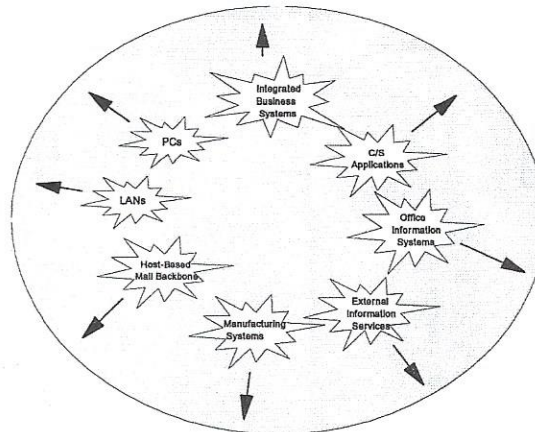 Integrated
Business
Systems
C/S
Applications
PCs
LANs
Office
Information
Systems
Host-Based
Mail Backbone
External
Information
Services
Manufacturing
Systems